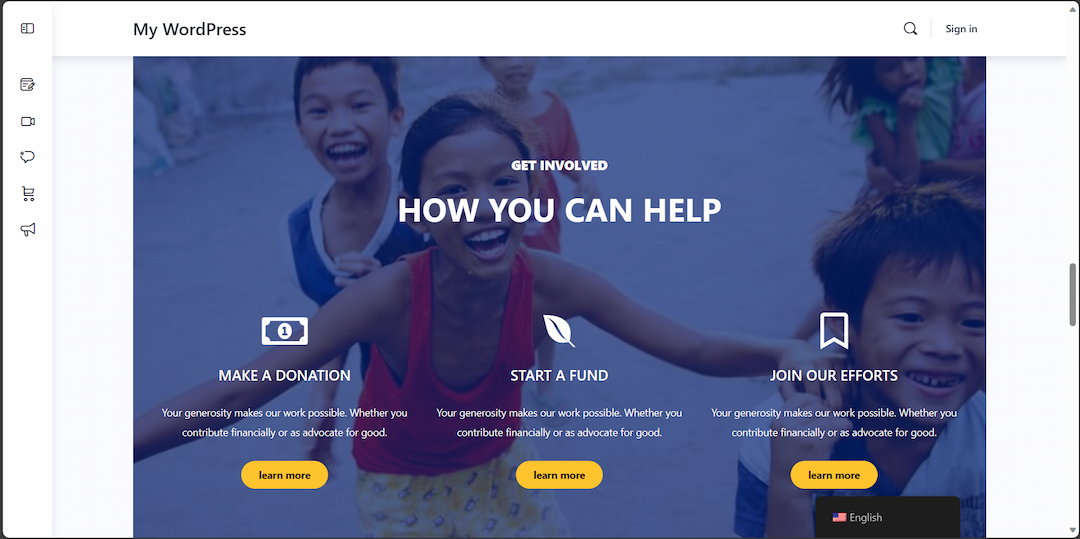 My WordPress
Sign in
GET INVOLVED
HOW YOU CAN HELP
1
MAKE A DONATION
Your generosity makes our work possible. Whether you
contribute financially or as advocate for good.
learn more
START A FUND
Your generosity makes our work possible. Whether you
contribute financially or as advocate for good.
learn more
JOIN OUR EFFORTS
Your generosity makes our work possible. Whether you
contribute financially or as advocate for good.
learn more
English